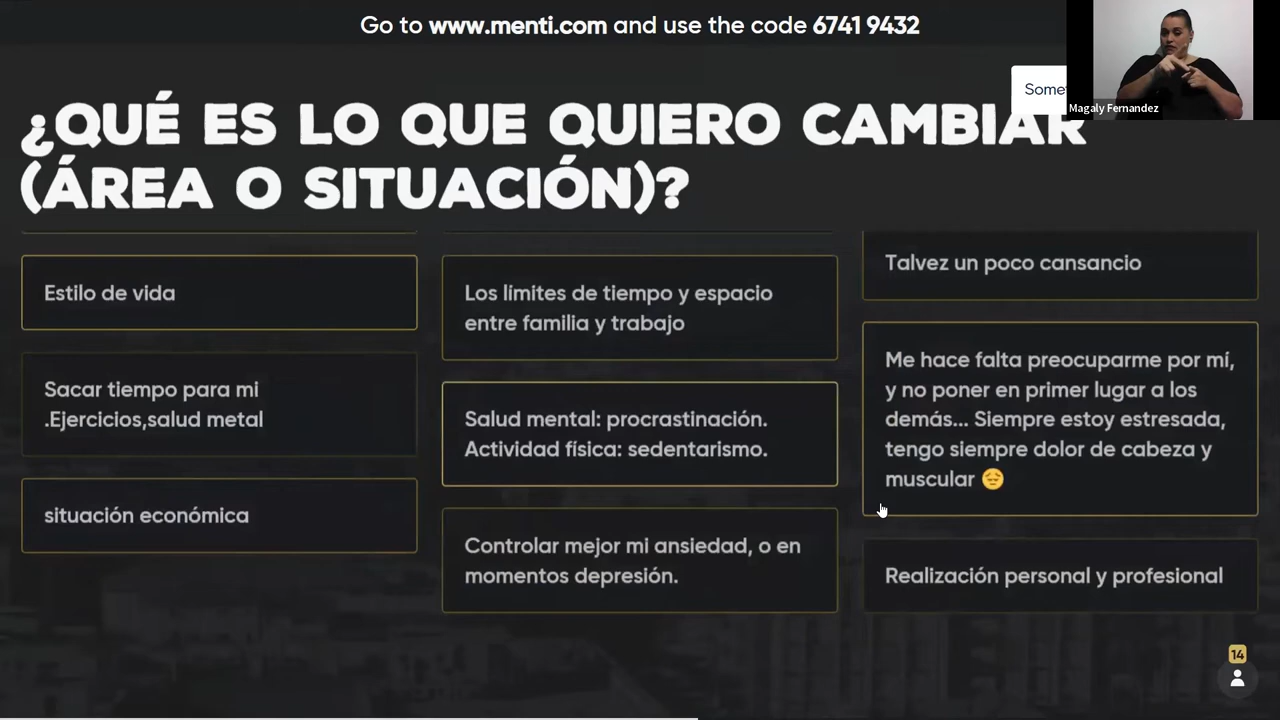 Go to www.menti.com and use the code 6741 9432
Magaly Fernandez
¿QUÉ ES LO QUE QUIERO CAMBIAR
(ÁREA O SITUACIÓN)?
Estilo de vida
Sacar tiempo para mi
.Ejercicios,salud metal
situación económica
Los límites de tiempo y espacio
entre familia y trabajo
Salud mental: procrastinación.
Actividad física: sedentarismo.
Controlar mejor mi ansiedad, o en
momentos depresión.
Talvez un poco cansancio
Me hace falta preocuparme por mí,
y no poner en primer lugar a los
demás... Siempre estoy estresada,
tengo siempre dolor de cabeza y
muscular 😔
Realización personal y profesional
14